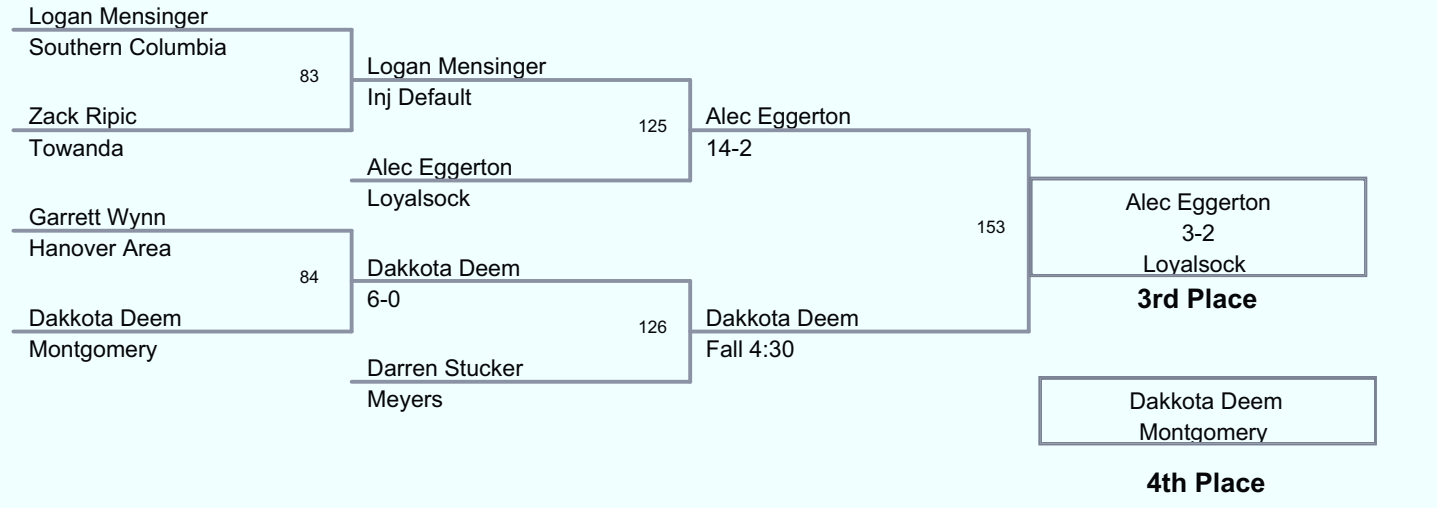 Logan Mensinger
Southern Columbia
83
Zack Ripic
Towanda
Garrett Wynn
Hanover Area
84
Dakkota Deem
Montgomery
Logan Mensinger
Inj Default
125
Alec Eggerton
Loyalsock
Dakkota Deem
6-0
126
Darren Stucker
Meyers
Alec Eggerton
14-2
153
Dakkota Deem
Fall 4:30
Alec Eggerton
3-2
Loyalsock
3rd Place
Dakkota Deem
Montgomery
4th Place